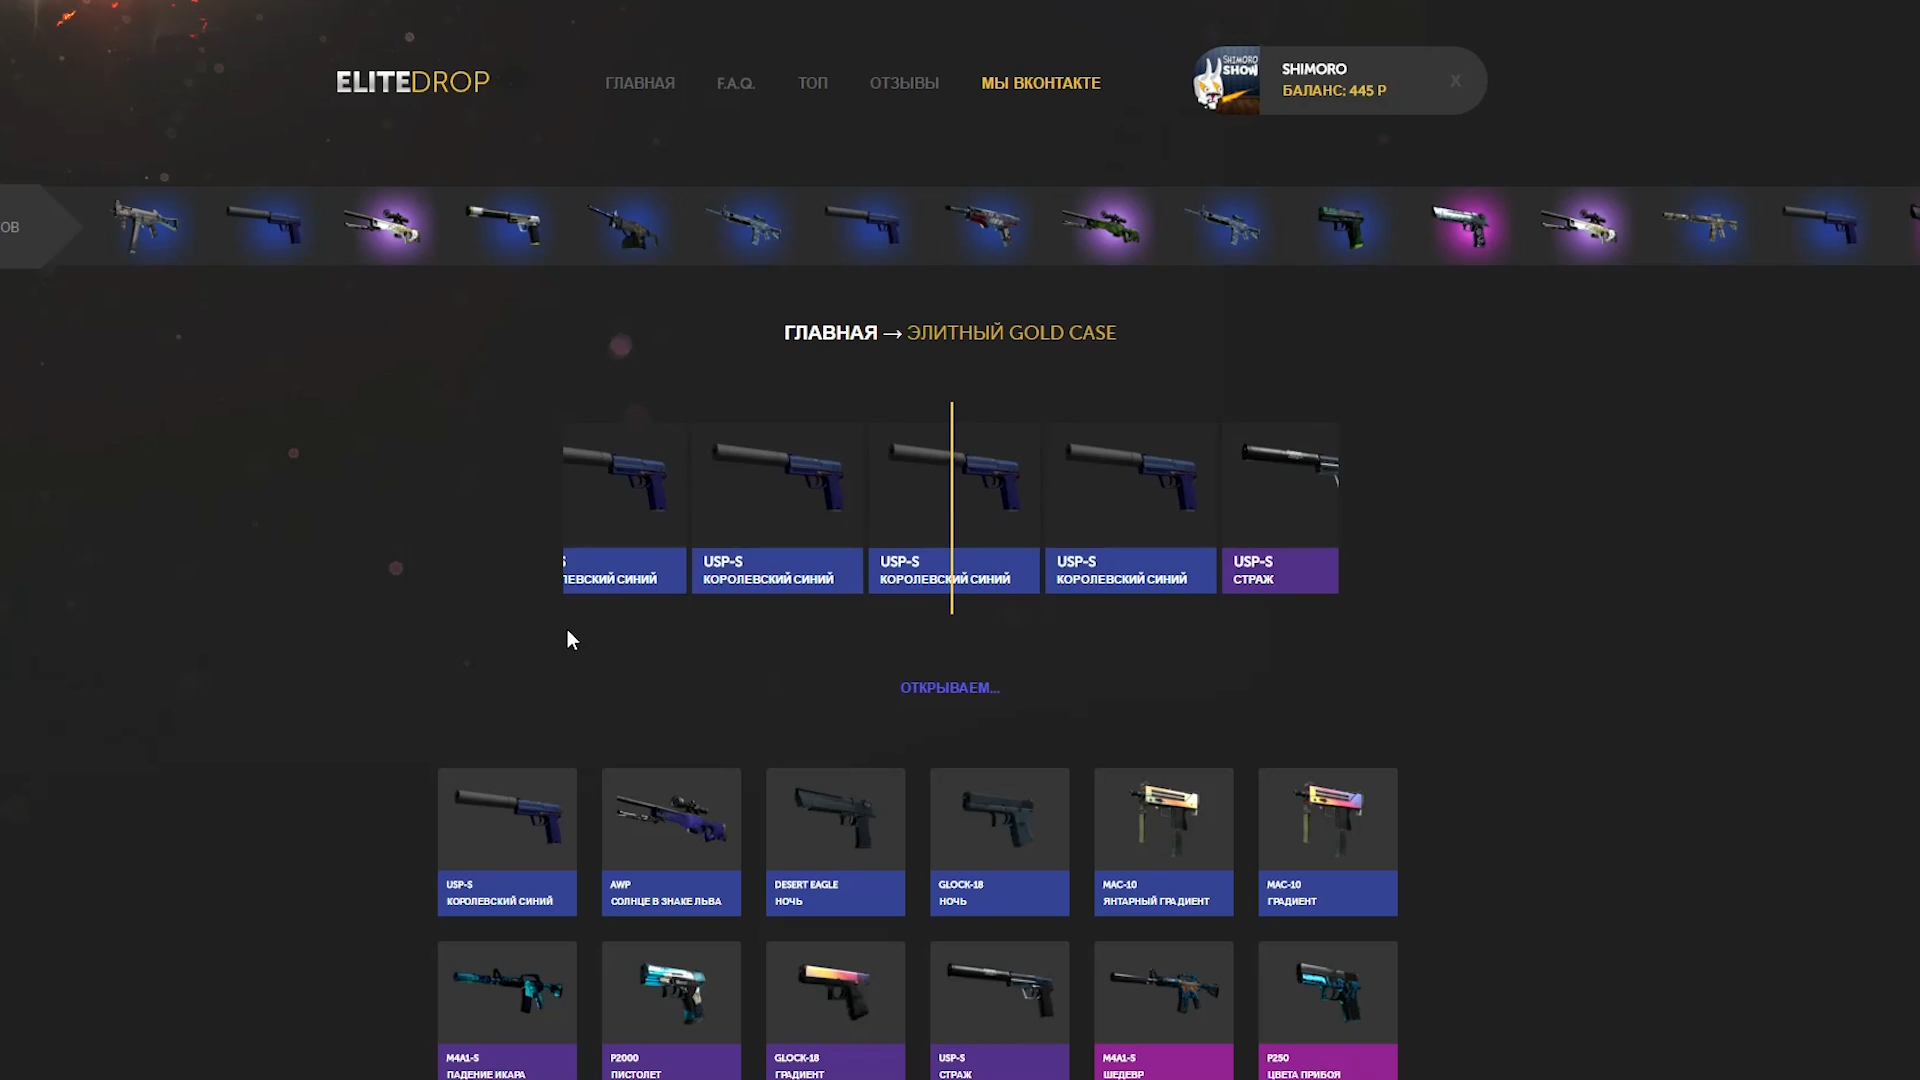 ELITEDROP
ГЛАВНАЯ
F.A.Q.
ТОП
ОТЗЫВЫ
МЫ ВКОНТАКТЕ
SHIMORO SHOW
SHIMORO
БАЛАНС: 445 Р
X
ОВ
ГЛАВНАЯ → ЭЛИТНЫЙ GOLD CASE
ЛЕВСКИЙ СИНИЙ
USP-S
КОРОЛЕВСКИЙ СИНИЙ
USP-S
КОРОЛЕВСКИЙ СИНИЙ
USP-S
КОРОЛЕВСКИЙ СИНИЙ
USP-S
СТРАЖ
ОТКРЫВАЕМ...
USP-S
КОРОЛЕВСКИЙ СИНИЙ
AWP
СОЛНЦЕ В ЗНАКЕ ЛЬВА
DESERT EAGLE
НОЧЬ
GLOCK-18
НОЧЬ
MAC-10
ЯНТАРНЫЙ ГРАДИЕНТ
MAC-10
ГРАДИЕНТ
M4A1-S
ПАДЕНИЕ ИКАРА
P2000
ПИСТОЛЕТ
GLOCK-18
ГРАДИЕНТ
USP-S
СТРАЖ
M4A1-S
ШЕДЕВР
P250
ЦВЕТА ПРИБОЯ